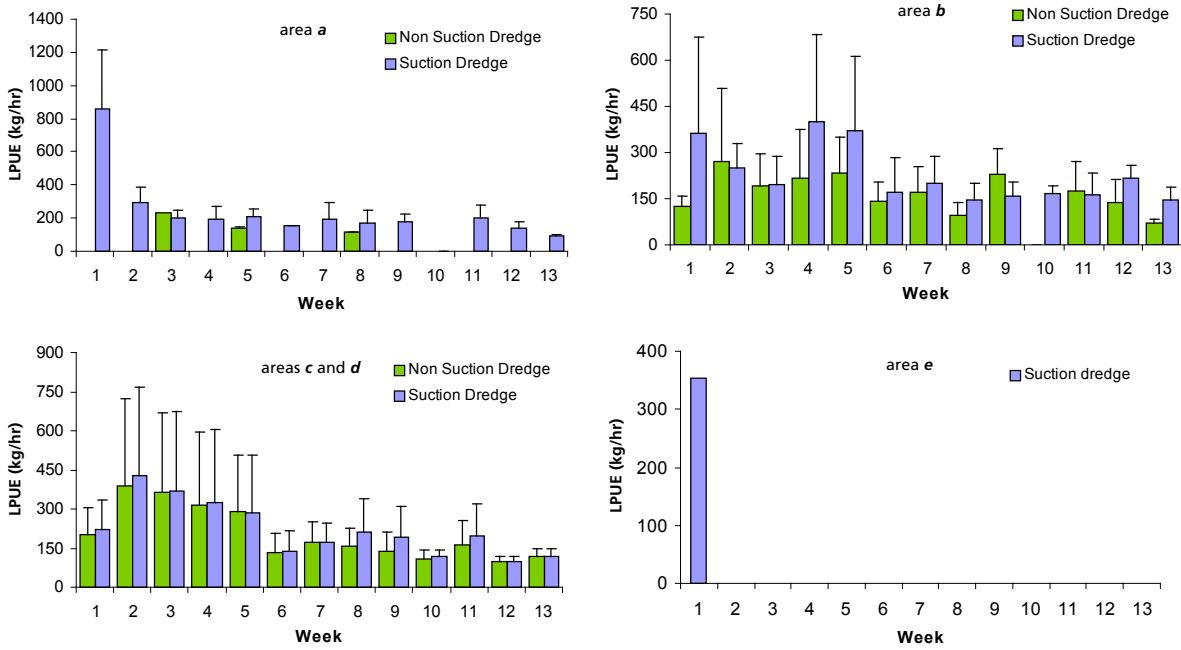 area a
Non Suction Dredge
Suction Dredge
LPUE (kg/hr)
1400
1200
1000
800
600
400
200
0
1 2 3 4 5 6 7 8 9 10 11 12 13
Week
area b
Non Suction Dredge
Suction Dredge
LPUE (kg/hr)
750
600
450
300
150
0
1 2 3 4 5 6 7 8 9 10 11 12 13
Week
areas c and d
Non Suction Dredge
Suction Dredge
LPUE (kg/hr)
900
750
600
450
300
150
0
1 2 3 4 5 6 7 8 9 10 11 12 13
Week
area e
Suction dredge
LPUE (kg/hr)
400
300
200
100
0
1 2 3 4 5 6 7 8 9 10 11 12 13
Week